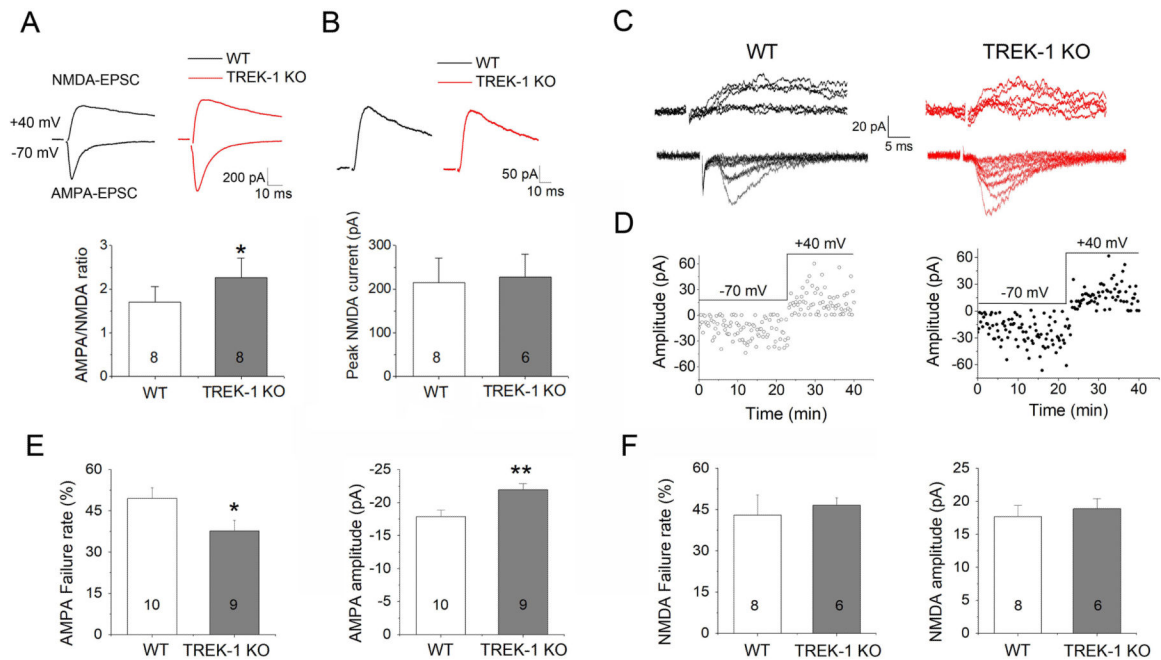 A
WT
TREK-1 KO
NMDA-EPSC
+40 mV
-70 mV
AMPA-EPSC
200 pA
10 ms
AMPA/NMDA ratio
3
2
1
0
8
8
*
WT
TREK-1 KO
B
WT
TREK-1 KO
50 pA
10 ms
Peak NMDA current (pA)
300
200
100
0
8
6
WT
TREK-1 KO
C
WT
TREK-1 KO
20 pA
5 ms
D
Amplitude (pA)
60
30
0
-30
-60
-70 mV
+40 mV
0 10 20 30 40
Time (min)
Amplitude (pA)
60
30
0
-30
-60
-70 mV
+40 mV
0 10 20 30 40
Time (min)
E
AMPA Failure rate (%)
60
45
30
15
0
10
9
*
WT
TREK-1 KO
AMPA amplitude (pA)
-25
-20
-15
-10
-5
0
10
9
**
WT
TREK-1 KO
F
NMDA Failure rate (%)
60
45
30
15
0
8
6
WT
TREK-1 KO
NMDA amplitude (pA)
25
20
15
10
5
0
8
6
WT
TREK-1 KO